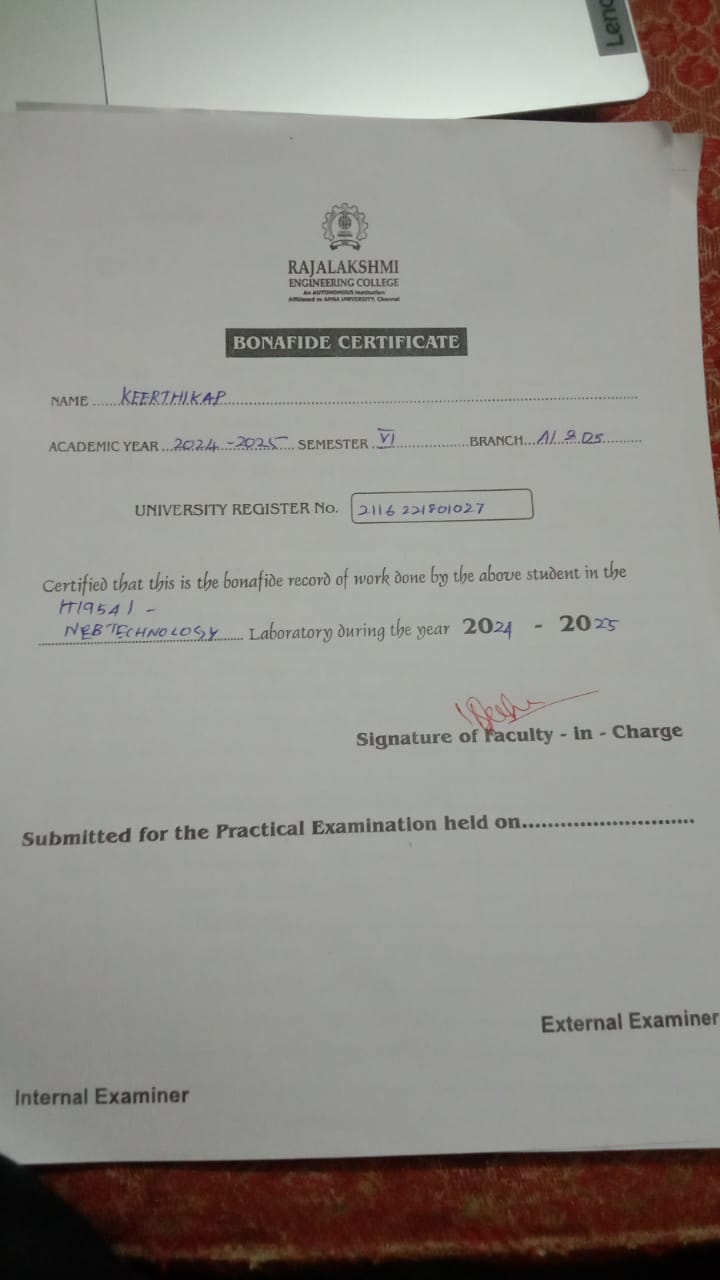 Leno
RAJALAKSHMI
ENGINEERING COLLEGE
An AUTONOMOUS Institution
Affiliated to ANNA UNIVERSITY, Chennai
BONAFIDE CERTIFICATE
NAME ...... KEERTHIKA P ......
ACADEMIC YEAR ...2024 - 2025... SEMESTER ..VI.......... BRANCH...AI & DS.......
UNIVERSITY REGISTER No. 2116 221801027
Certified that this is the bonafide record of work done by the above student in the
- 
WEB TECHNOLOGY ...... Laboratory during the year 2024 - 2025
Signature of Faculty - in - Charge
Submitted for the Practical Examination held on...........................
External Examiner
Internal Examiner